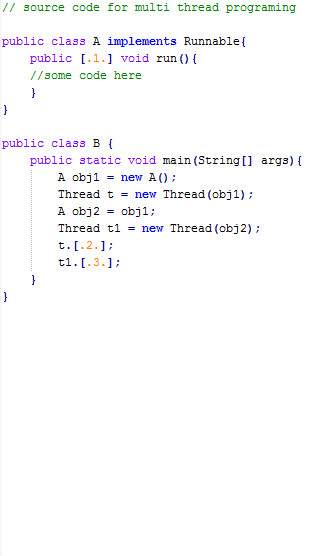 // source code for multi thread programing
public class A implements Runnable{
public [.1.] void run(){
//some code here
}
}
public class B {
public static void main(String[] args){
A obj1 = new A();
Thread t = new Thread(obj1);
A obj2 = obj1;
Thread t1 = new Thread(obj2);
t.[.2.];
t1.[.3.];
}
}